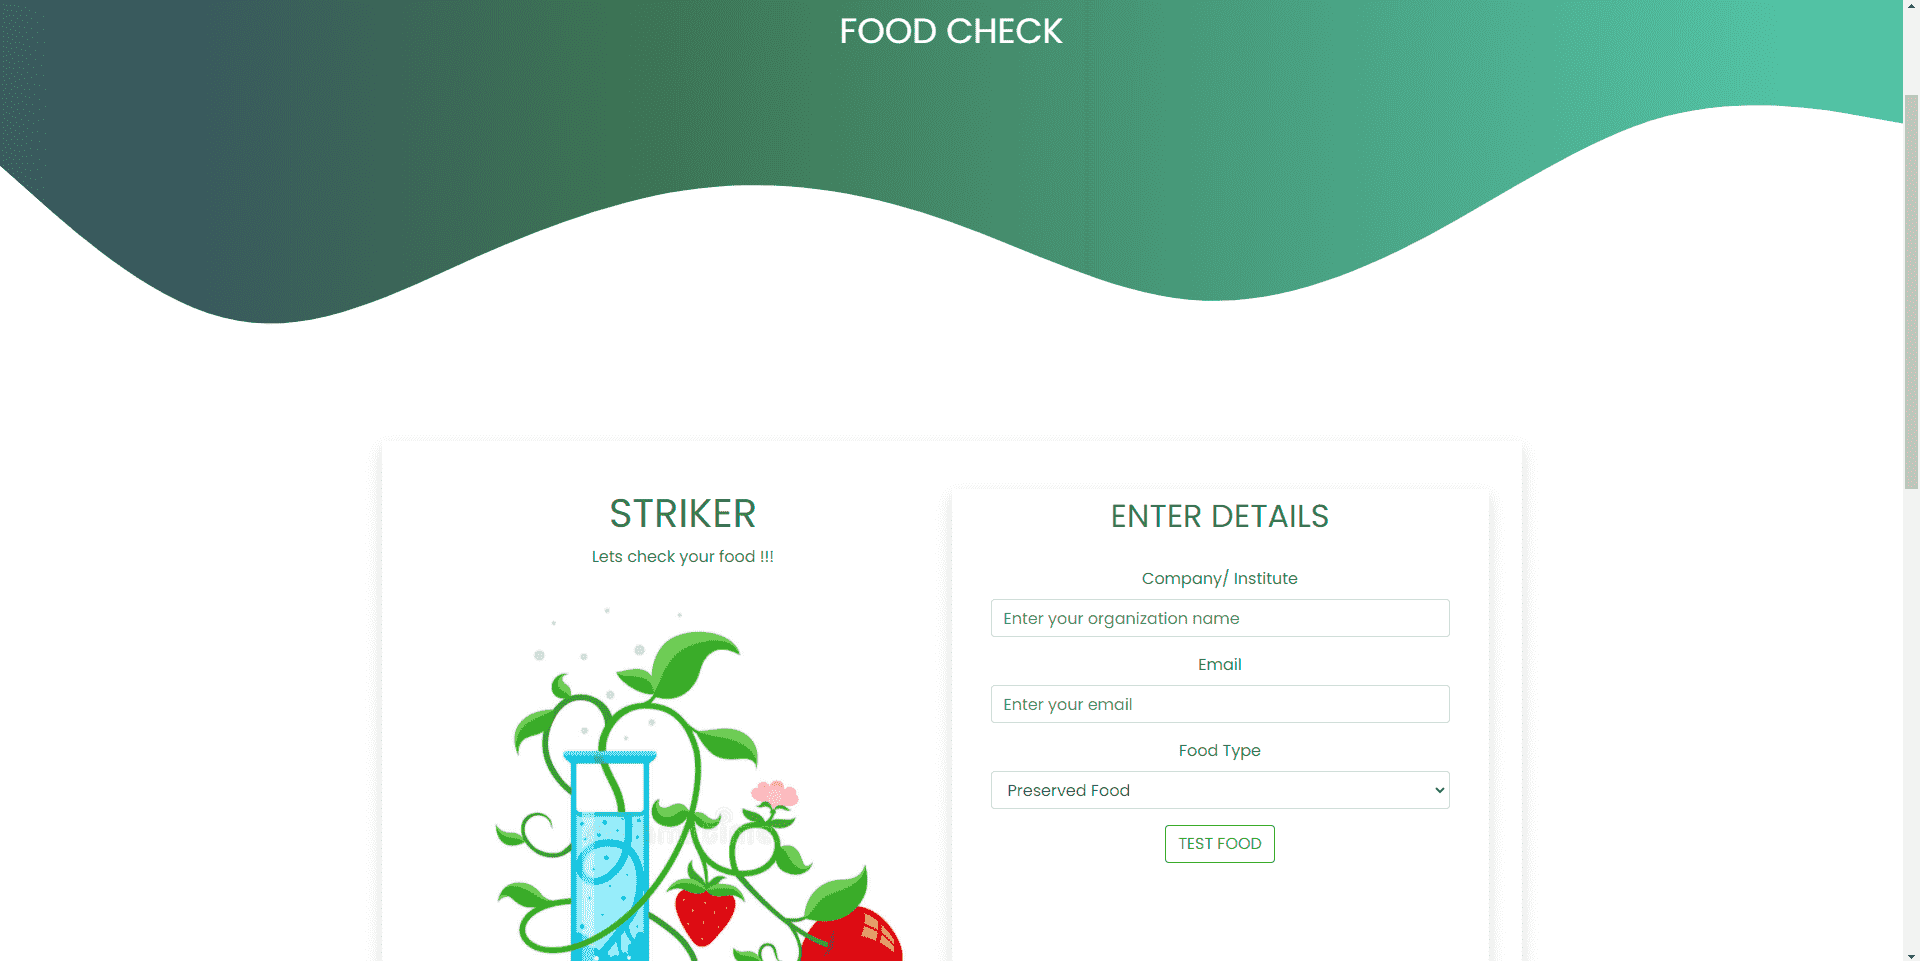 FOOD CHECK
STRIKER
Lets check your food !!!
ENTER DETAILS
Company/ Institute
Enter your organization name
Email
Enter your email
Food Type
Preserved Food
TEST FOOD